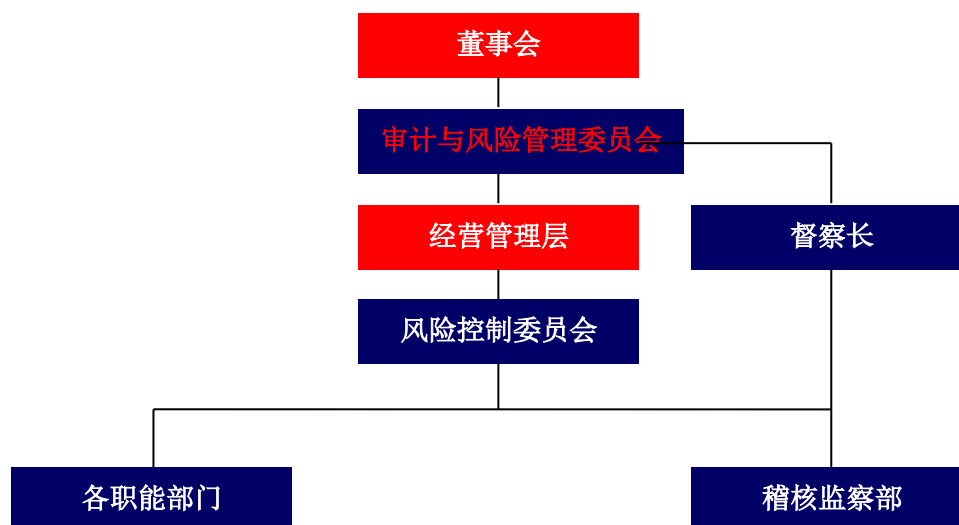 董事会
审计与风险管理委员会
经营管理层
督察长
风险控制委员会
各职能部门
稽核监察部